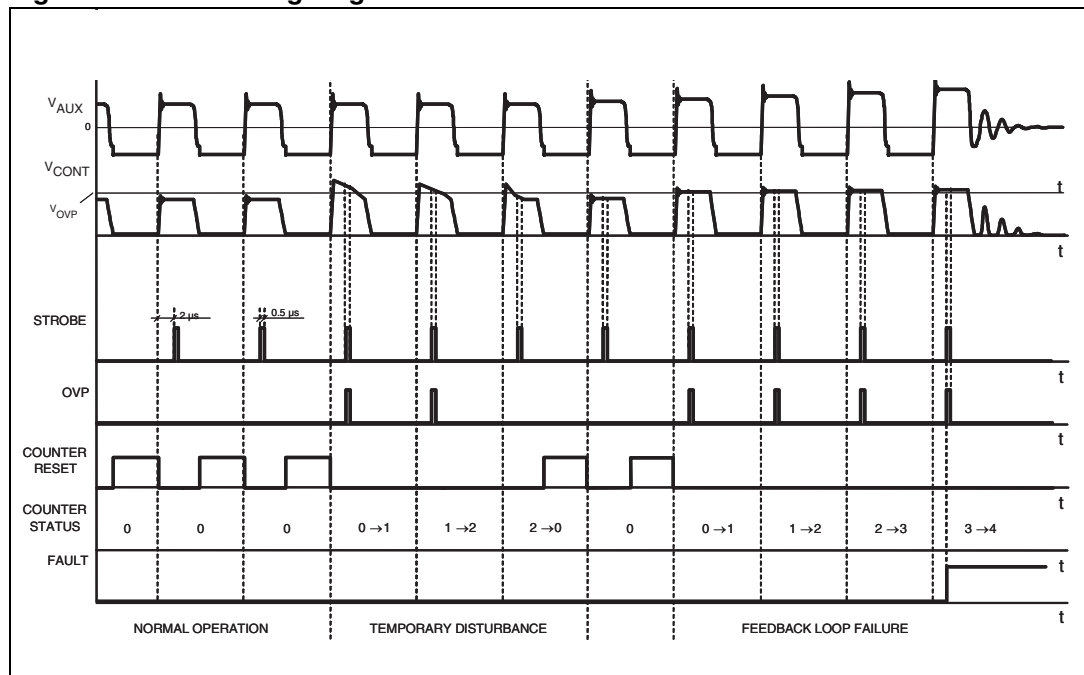 V_AUX
0
V_CONT
t
V_OVP
t
2 µs
0.5 µs
STROBE
t
OVP
t
COUNTER
RESET
t
COUNTER
STATUS
0 0 0 0→1 1→2 2→0 0 0→1 1→2 2→3 3→4
FAULT
t
t
NORMAL OPERATION TEMPORARY DISTURBANCE FEEDBACK LOOP FAILURE